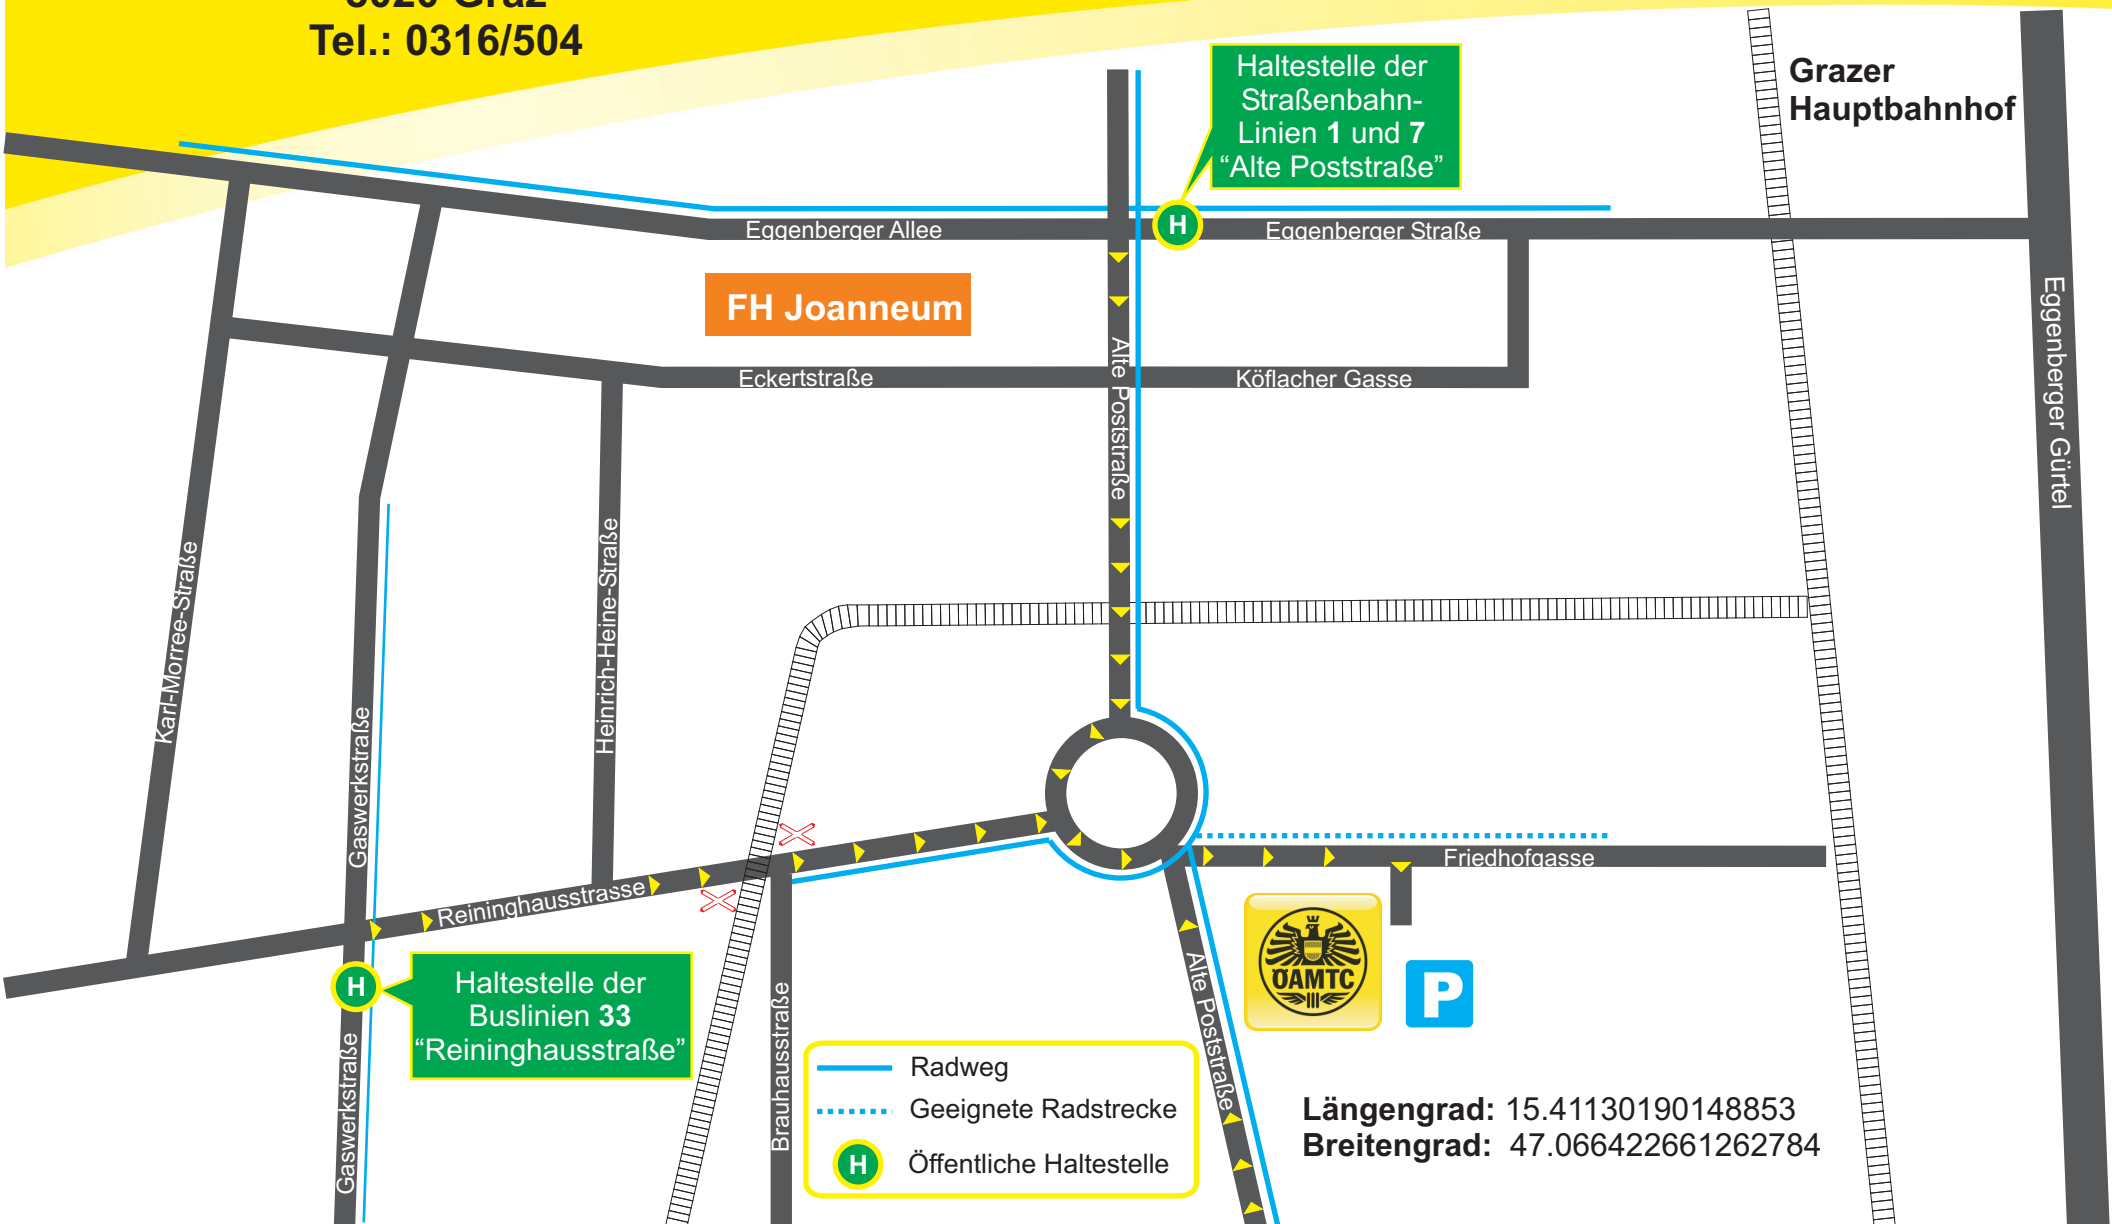 8020 Graz
Tel.: 0316/504
Haltestelle der
Straßenbahn-
Linien 1 und 7
“Alte Poststraße”
Grazer
Hauptbahnhof
H
Eggenberger Allee
Eggenberger Straße
FH Joanneum
Eggenberger Gürtel
Alte Poststraße
Eckertstraße
Köflacher Gasse
Karl-Morree-Straße
Heinrich-Heine-Straße
Gaswerkstraße
Friedhofgasse
Reininghausstrasse
ÖAMTC
P
H
Haltestelle der
Buslinien 33
“Reininghausstraße”
Gaswerkstraße
Brauhausstraße
Alte Poststraße
Radweg
Geeignete Radstrecke
H Öffentliche Haltestelle
Längengrad: 15.41130190148853
Breitengrad: 47.066422661262784